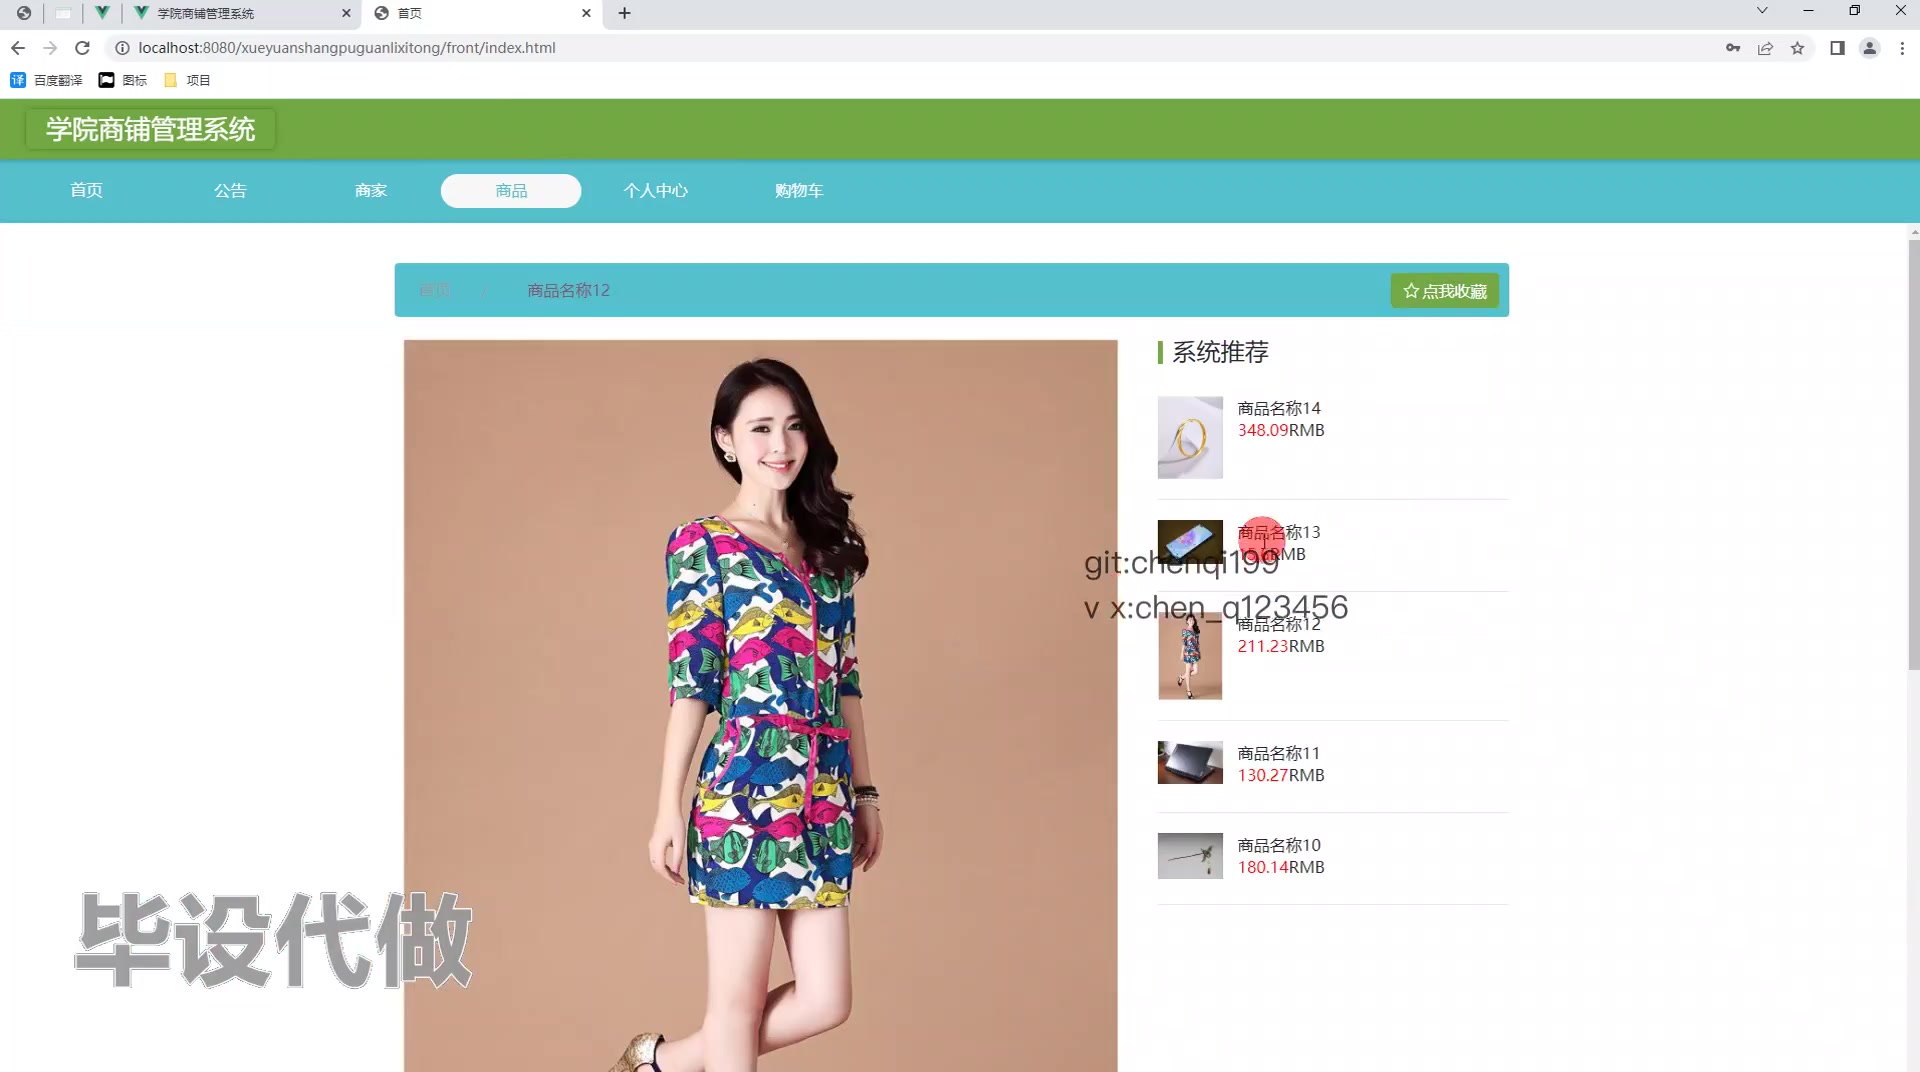 学院商铺管理系统
首页
localhost:8080/xueyuanshangpuguanlixitong/front/index.html
百度翻译
图标
项目
学院商铺管理系统
首页
公告
商家
商品
个人中心
购物车
首页 / 商品名称12
☆点我收藏
系统推荐
商品名称14
348.09RMB
商品名称13
RMB
git:chenqi199
v x:chen_q123456
商品名称12
211.23RMB
商品名称11
130.27RMB
商品名称10
180.14RMB
毕设代做